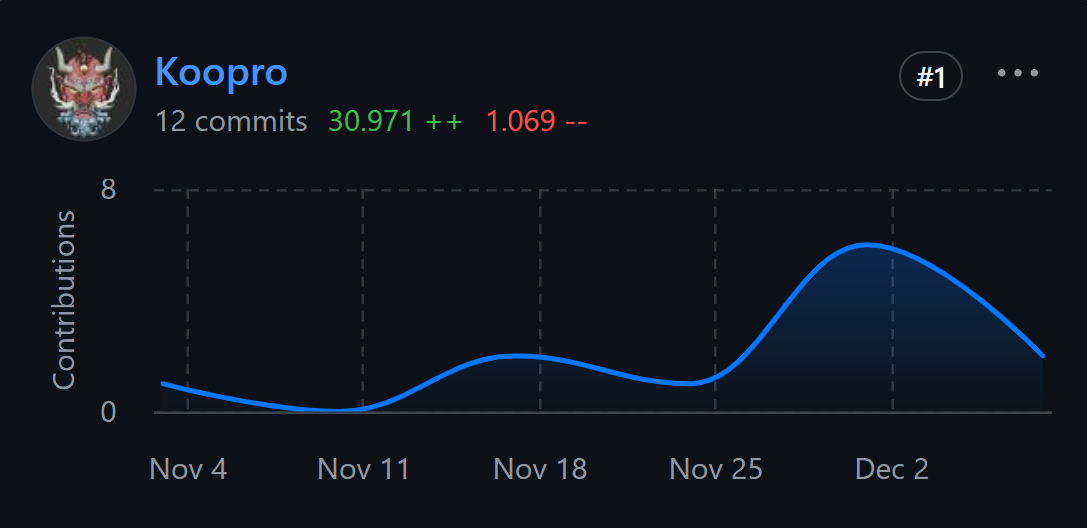 Koopro
#1
12 commits 30.971 ++ 1.069 --
Contributions
8
0
Nov 4 Nov 11 Nov 18 Nov 25 Dec 2